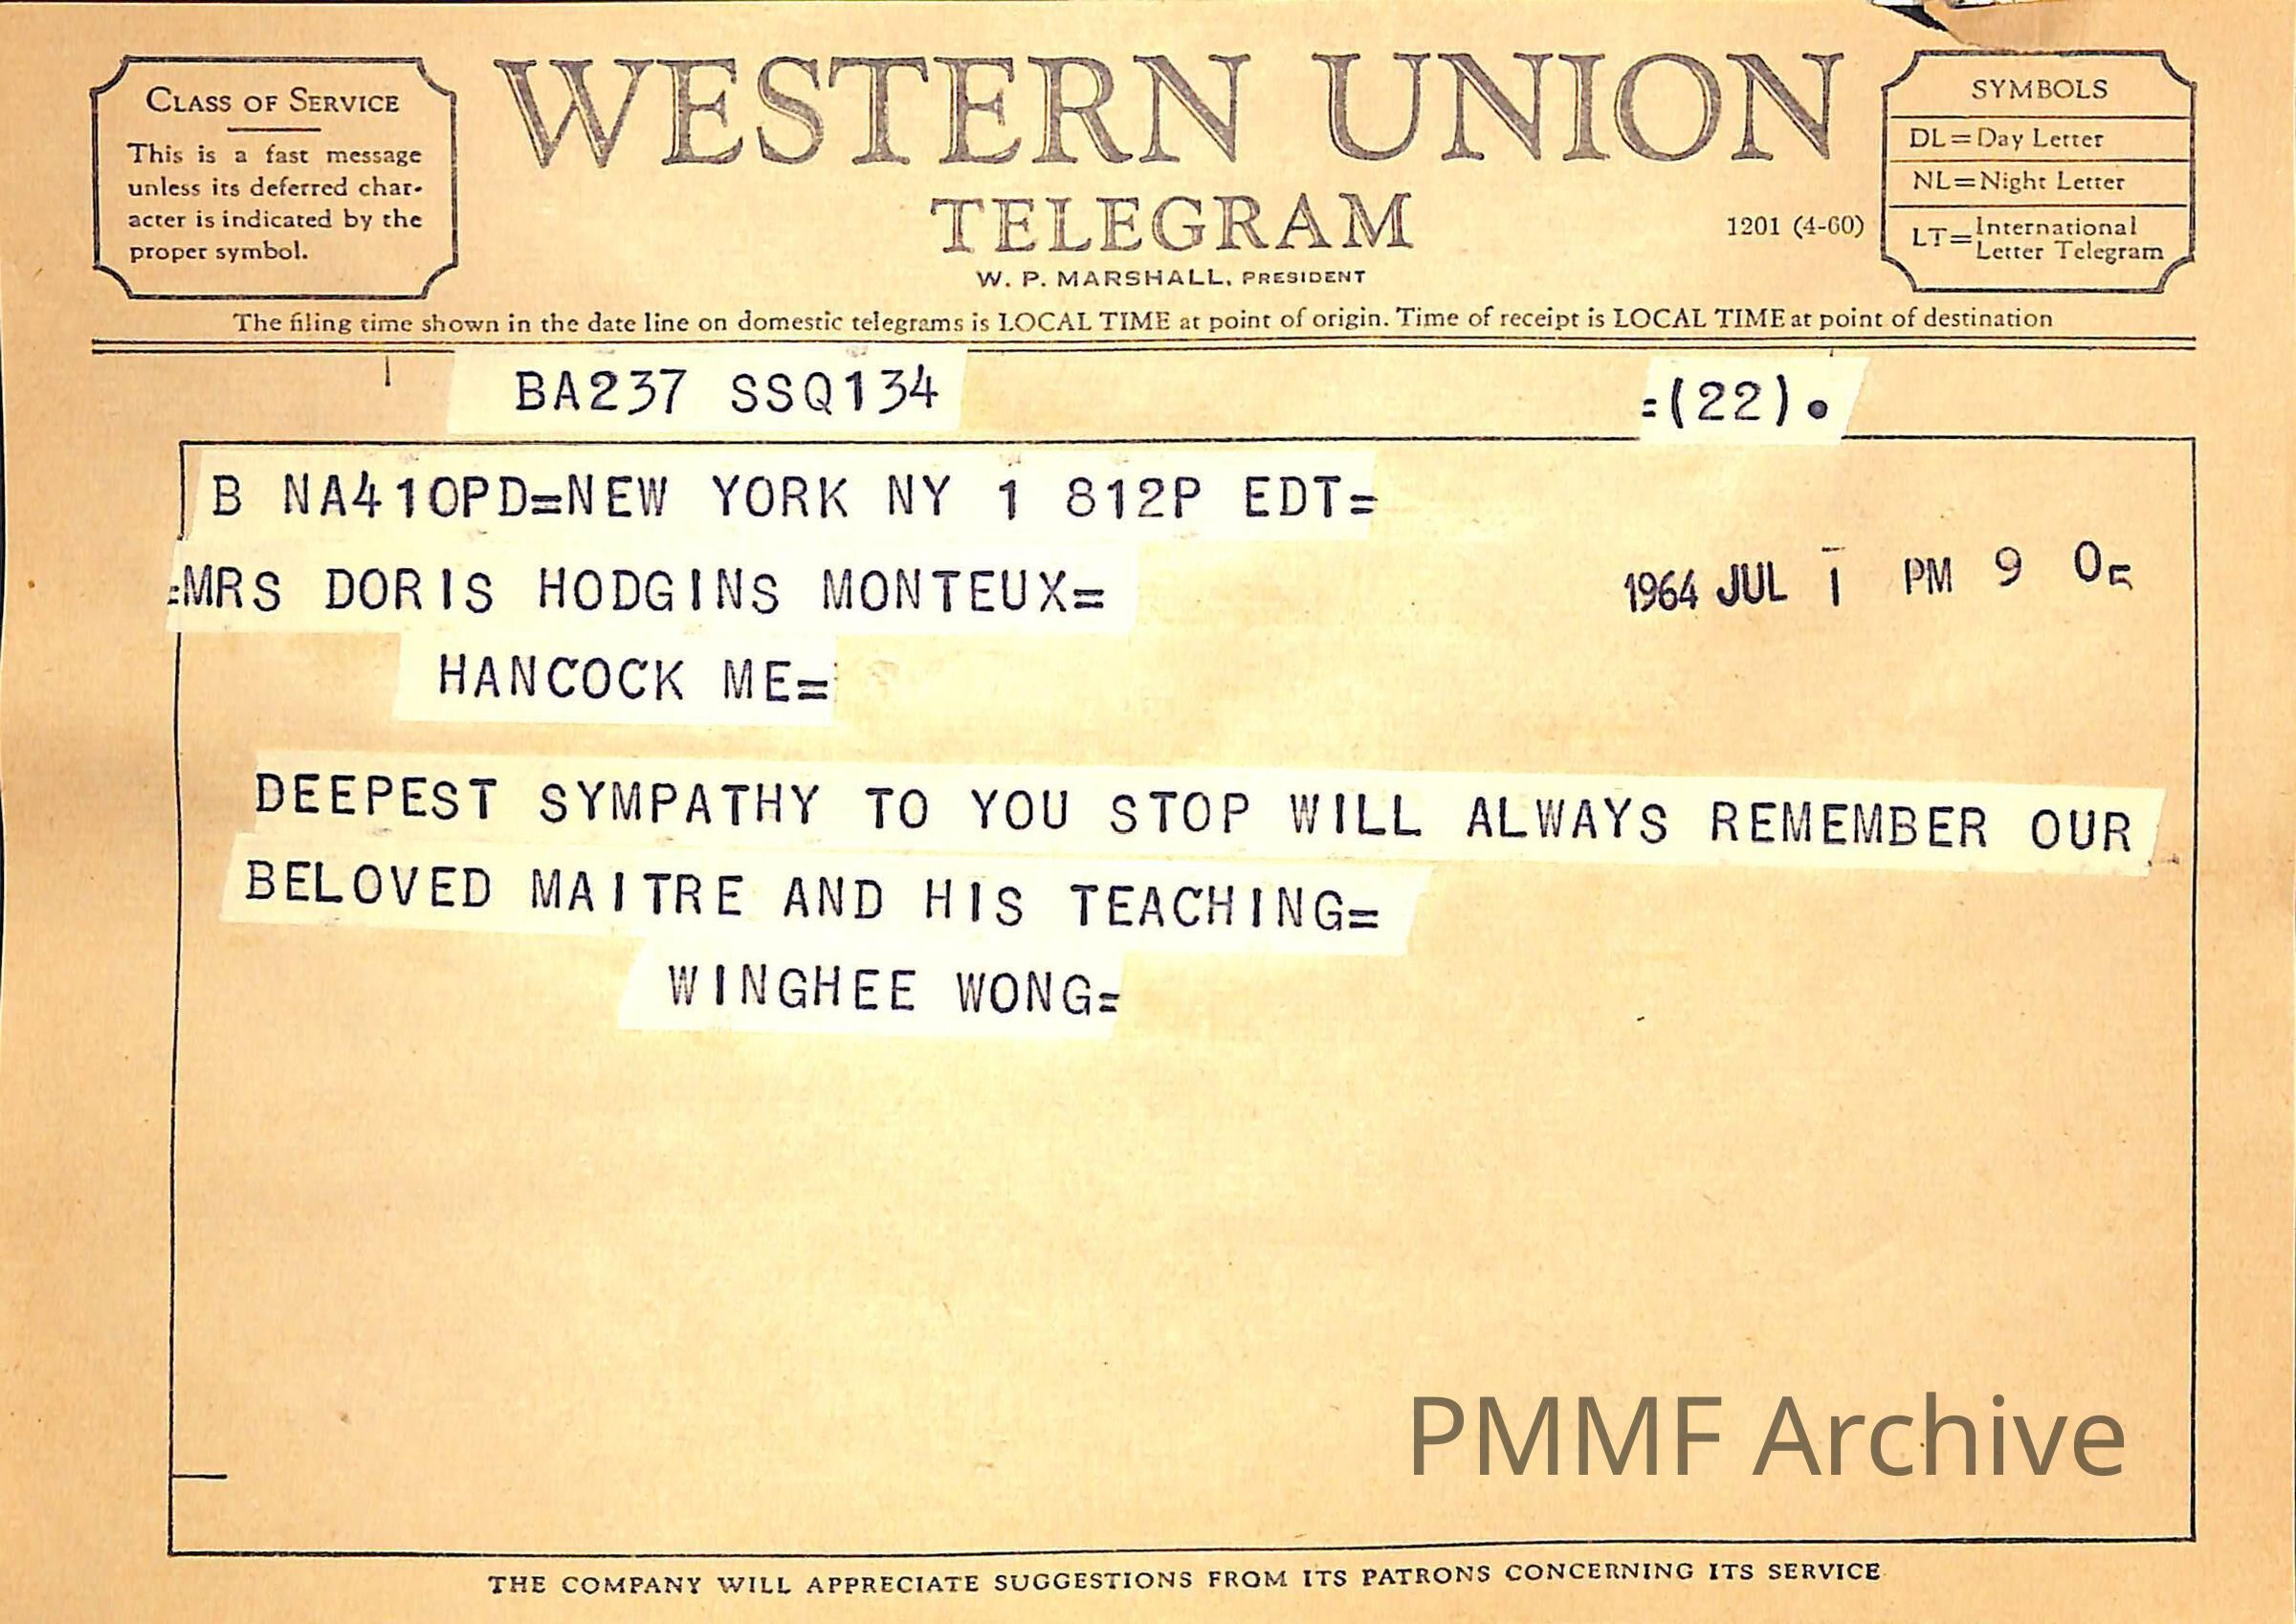 CLASS OF SERVICE
This is a fast message
unless its deferred char-
acter is indicated by the
proper symbol.
WESTERN UNION
TELEGRAM
W. P. MARSHALL, PRESIDENT
1201 (4-60)
SYMBOLS
DL=Day Letter
NL=Night Letter
LT=International
Letter Telegram
The filing time shown in the date line on domestic telegrams is LOCAL TIME at point of origin. Time of receipt is LOCAL TIME at point of destination
BA237 SSQ134 =(22).
B NA410PD=NEW YORK NY 1 812P EDT=
=MRS DORIS HODGINS MONTEUX=
1964 JUL 1 PM 9 05
HANCOCK ME=
DEEPEST SYMPATHY TO YOU STOP WILL ALWAYS REMEMBER OUR
BELOVED MAITRE AND HIS TEACHING=
WINGHEE WONG=
PMMF Archive
THE COMPANY WILL APPRECIATE SUGGESTIONS FROM ITS PATRONS CONCERNING ITS SERVICE